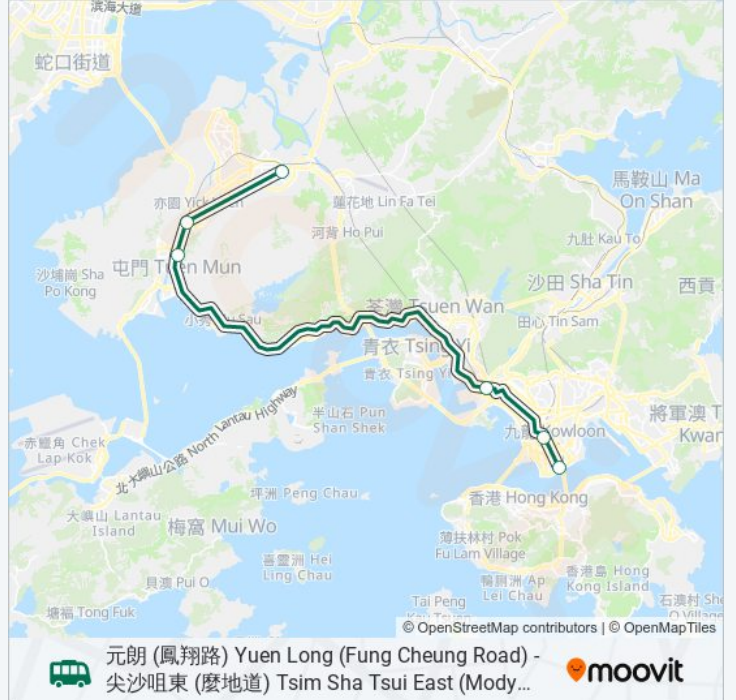 濱海大道
蛇口街道
馬鞍山 Ma
On Shan
蓮花地 Lin Fa Tei
河背 Ho Pui
九肚 Kau To
屯門 Tuen Mun
沙埔崗 Sha
Po Kong
沙田 Sha Tin
西貢
荃灣 Tsuen Wan
田心 Tin Sam
青衣 Tsing Yi
青衣 Tsing Yi
半山石 Pun
Shan Shek
將軍澳 T
Kwan
九龍 Kowloon
赤鱲角 Chek
Lap Kok
北大嶼山公路 North Lantau Highway
坪洲 Peng Chau
香港 Hong Kong
大嶼山 Lantau
Island
梅窩 Mui Wo
薄扶林村 Pok
Fu Lam Village
喜靈洲 Hei
Ling Chau
鴨脷洲 Ap
Lei Chau
香港島 Hong
Kong Island
貝澳 Pui O
塘福 Tong Fuk
Tai Peng
石澳村 She
© OpenStreetMap contributors | © OpenMapTiles
元朗 (鳳翔路) Yuen Long (Fung Cheung Road) -
尖沙咀東 (麼地道) Tsim Sha Tsui East (Mody...
moovit